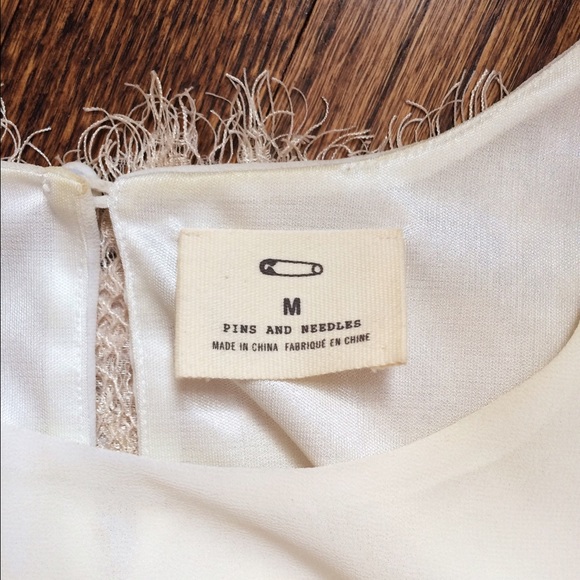 M
PINS AND NEEDLES
MADE IN CHINA FABRIQUÉ EN CHINE